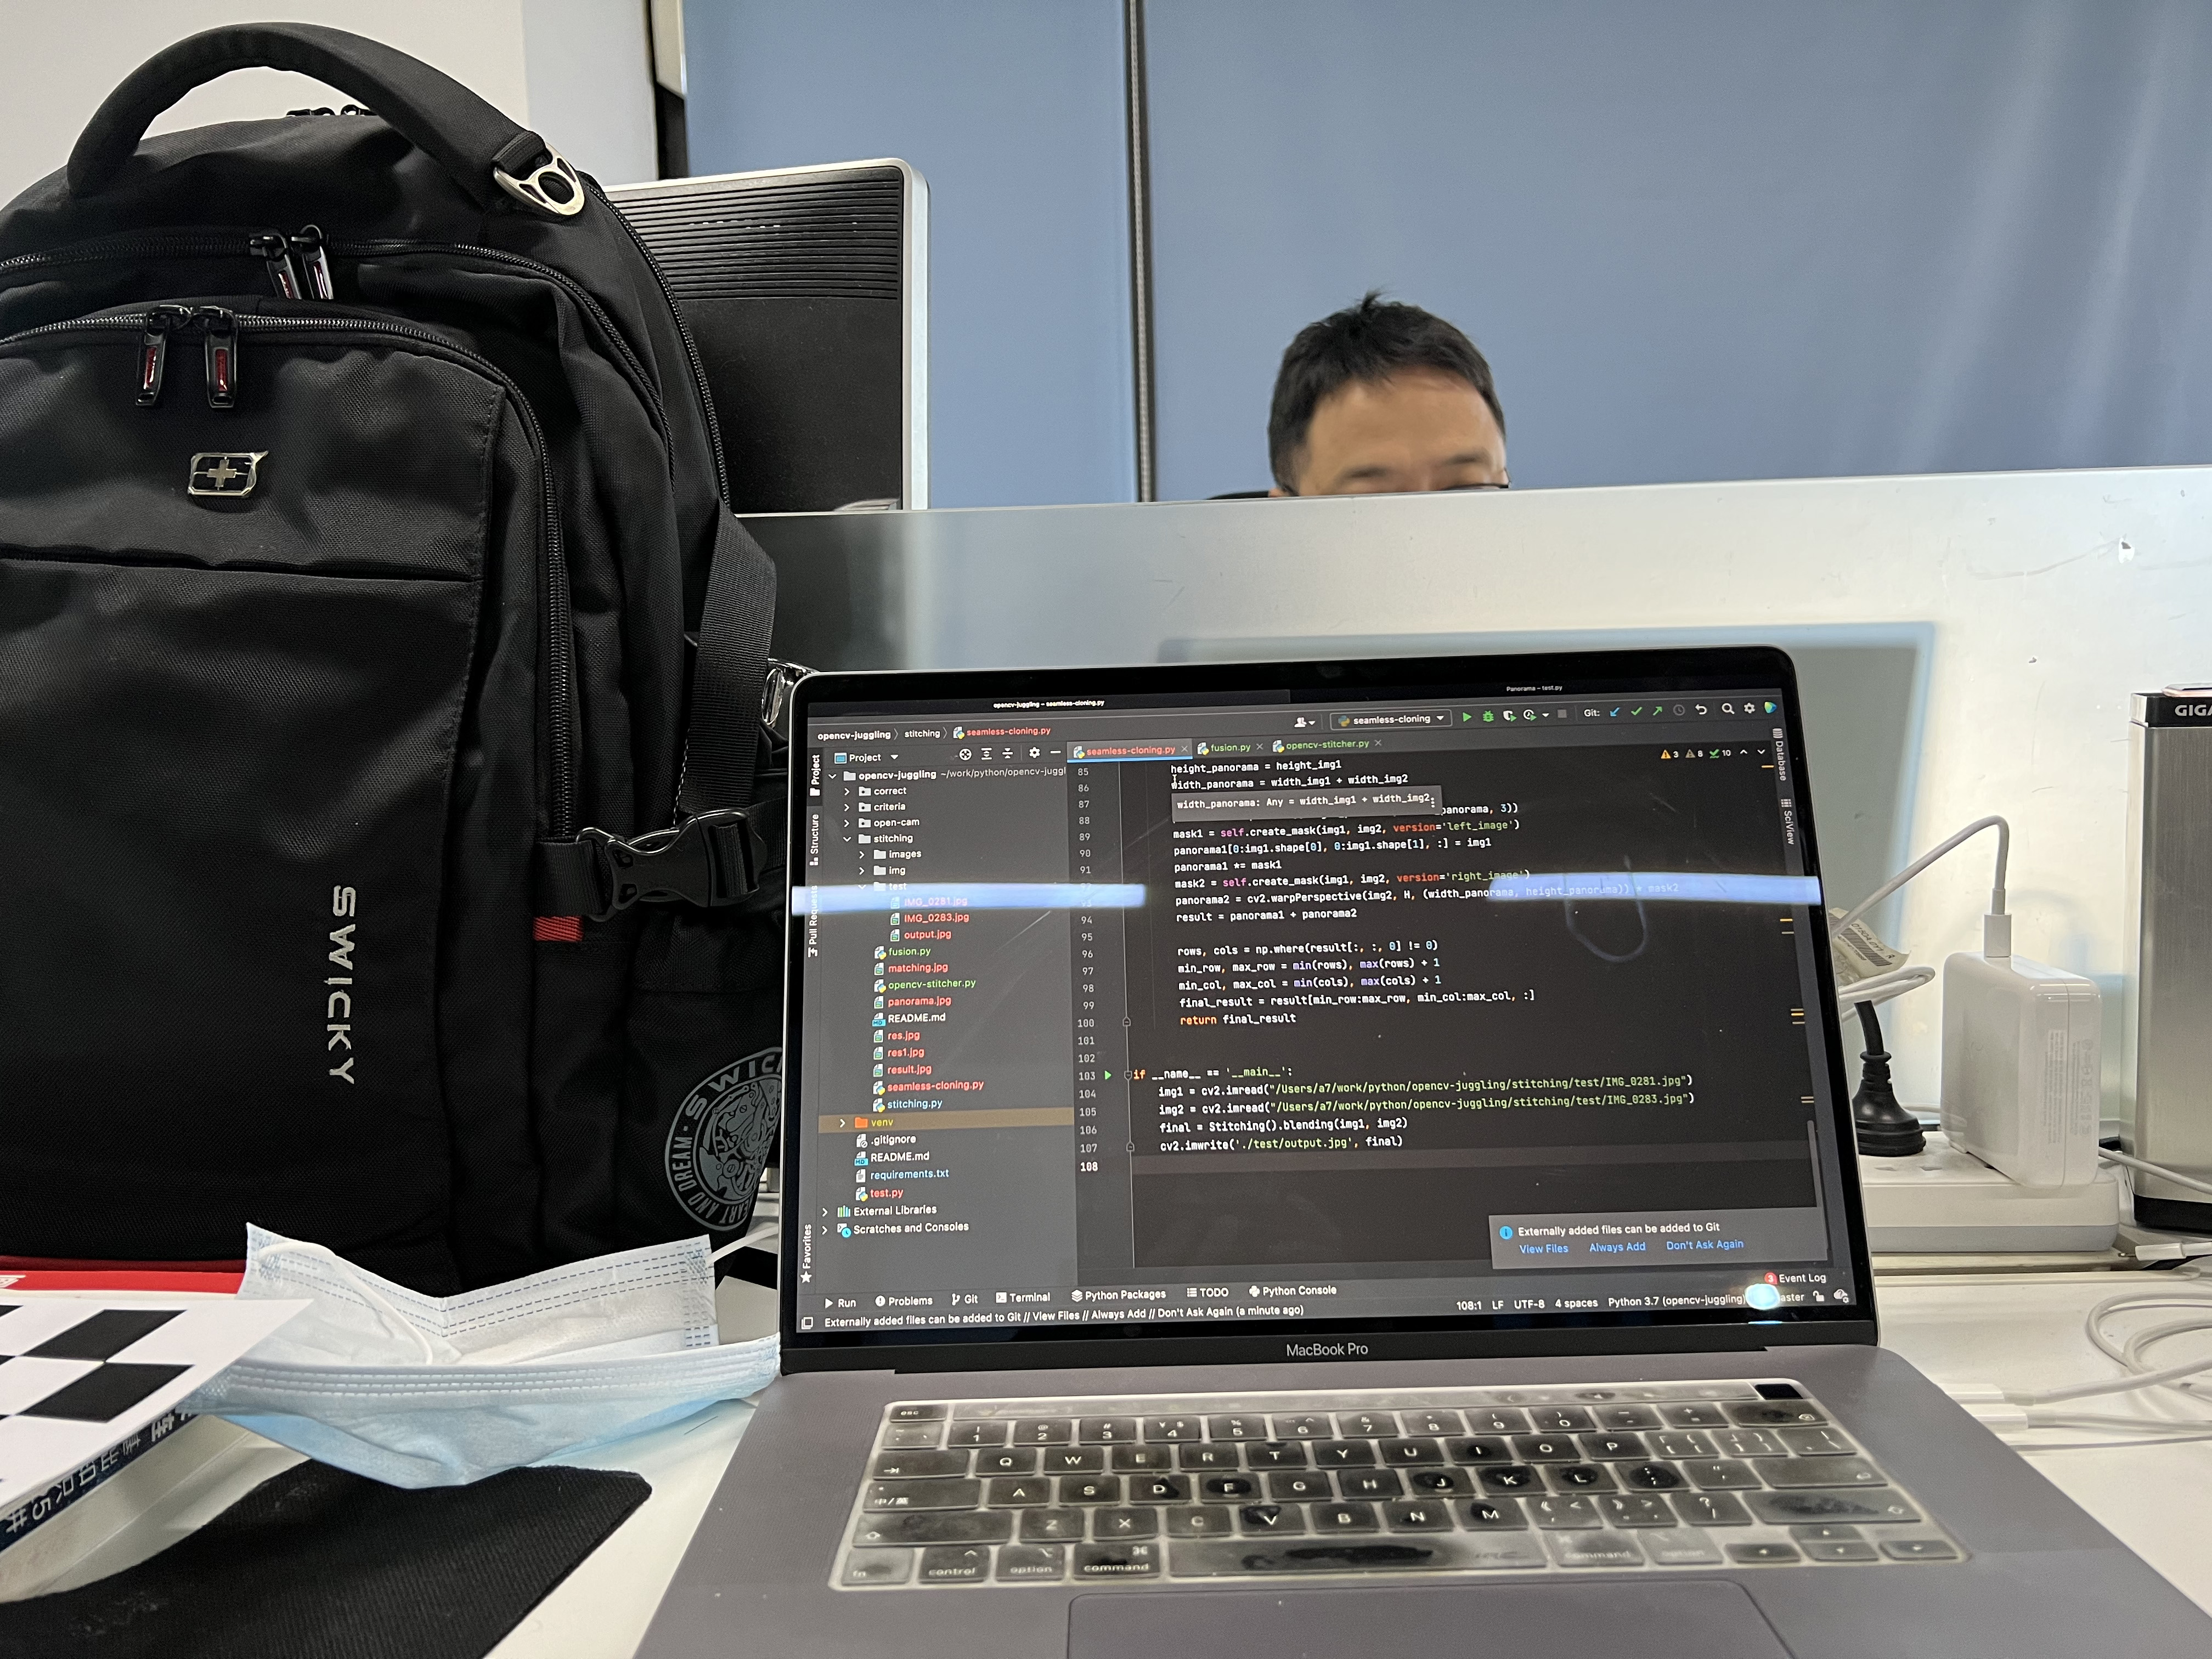 SWICKY
SWICKY
HEART AND DREAM
GIGA
opencv-juggling – seamless-cloning.py
Panorama – test.py
opencv-juggling
stitching
seamless-cloning.py
seamless-cloning
Git:
Project
seamless-cloning.py
fusion.py
opencv-stitcher.py
3
8
10
Project
Structure
Pull Requests
Favorites
Database
SciView
opencv-juggling ~/work/python/opencv-juggl
correct
criteria
open-cam
stitching
images
img
test
IMG_0281.jpg
IMG_0283.jpg
output.jpg
fusion.py
matching.jpg
opencv-stitcher.py
panorama.jpg
README.md
res.jpg
res1.jpg
result.jpg
seamless-cloning.py
stitching.py
venv
.gitignore
README.md
requirements.txt
test.py
External Libraries
Scratches and Consoles
85 height_panorama = height_img1
86 width_panorama = width_img1 + width_img2
width_panorama: Any = width_img1 + width_img2
87 panorama, 3))
88
89 mask1 = self.create_mask(img1, img2, version='left_image')
90 panorama1[0:img1.shape[0], 0:img1.shape[1], :] = img1
91 panorama1 *= mask1
mask2 = self.create_mask(img1, img2, version='right_image')
panorama2 = cv2.warpPerspective(img2, H, (width_panorama, height_panorama)) * mask2
94 result = panorama1 + panorama2
95
96 rows, cols = np.where(result[:, :, 0] != 0)
97 min_row, max_row = min(rows), max(rows) + 1
98 min_col, max_col = min(cols), max(cols) + 1
99 final_result = result[min_row:max_row, min_col:max_col, :]
100 return final_result
101
102
103 if __name__ == '__main__':
104 img1 = cv2.imread("/Users/a7/work/python/opencv-juggling/stitching/test/IMG_0281.jpg")
105 img2 = cv2.imread("/Users/a7/work/python/opencv-juggling/stitching/test/IMG_0283.jpg")
106 final = Stitching().blending(img1, img2)
107 cv2.imwrite('./test/output.jpg', final)
108
Externally added files can be added to Git
View Files Always Add Don't Ask Again
Run Problems Git Terminal Python Packages TODO Python Console
3 Event Log
Externally added files can be added to Git // View Files // Always Add // Don't Ask Again (a minute ago)
108:1 LF UTF-8 4 spaces Python 3.7 (opencv-juggling) aster
MacBook Pro
esc
1 2 3 4 5 6 7 8 9 0
Q W E R T Y U I O P
A S D F G H J K L
中/英
Z X C V B N M
fn control option command command option